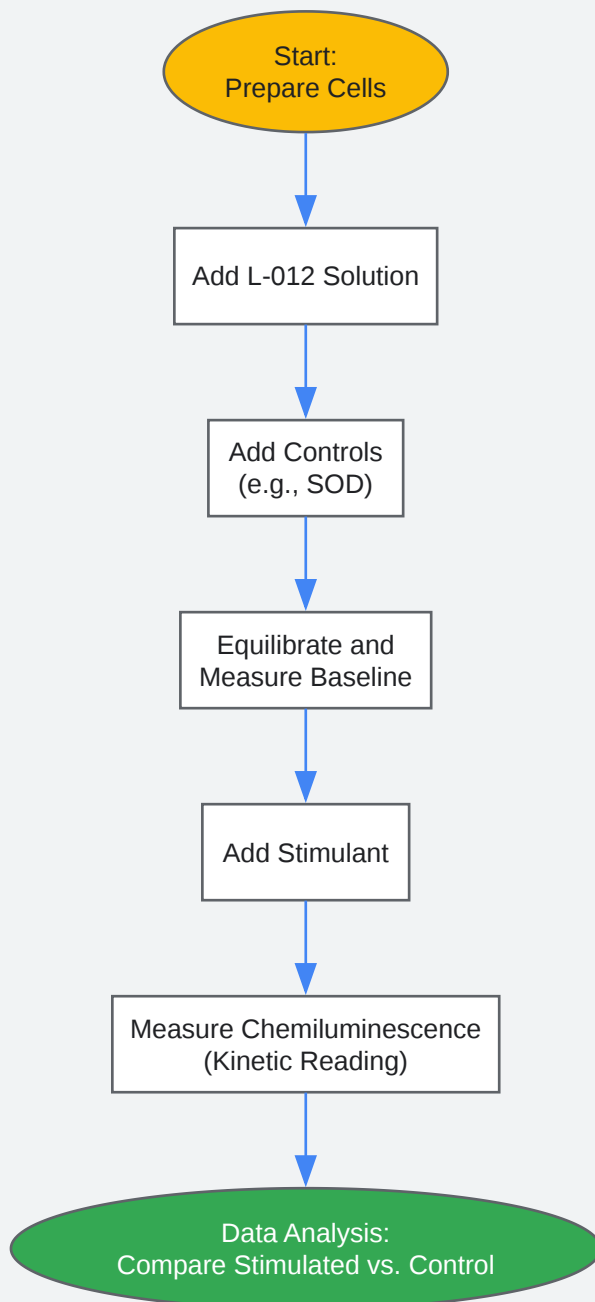 Start:
Prepare Cells
Add L-012 Solution
Add Controls
(e.g., SOD)
Equilibrate and
Measure Baseline
Add Stimulant
Measure Chemiluminescence
(Kinetic Reading)
Data Analysis:
Compare Stimulated vs. Control